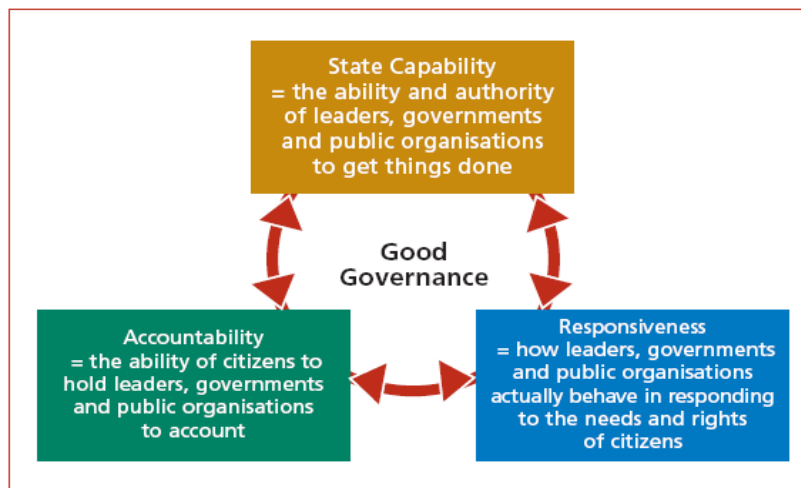 State Capability
= the ability and authority
of leaders, governments
and public organisations
to get things done
Good
Governance
Accountability
= the ability of citizens to
hold leaders, governments
and public organisations
to account
Responsiveness
= how leaders, governments
and public organisations
actually behave in responding
to the needs and rights
of citizens